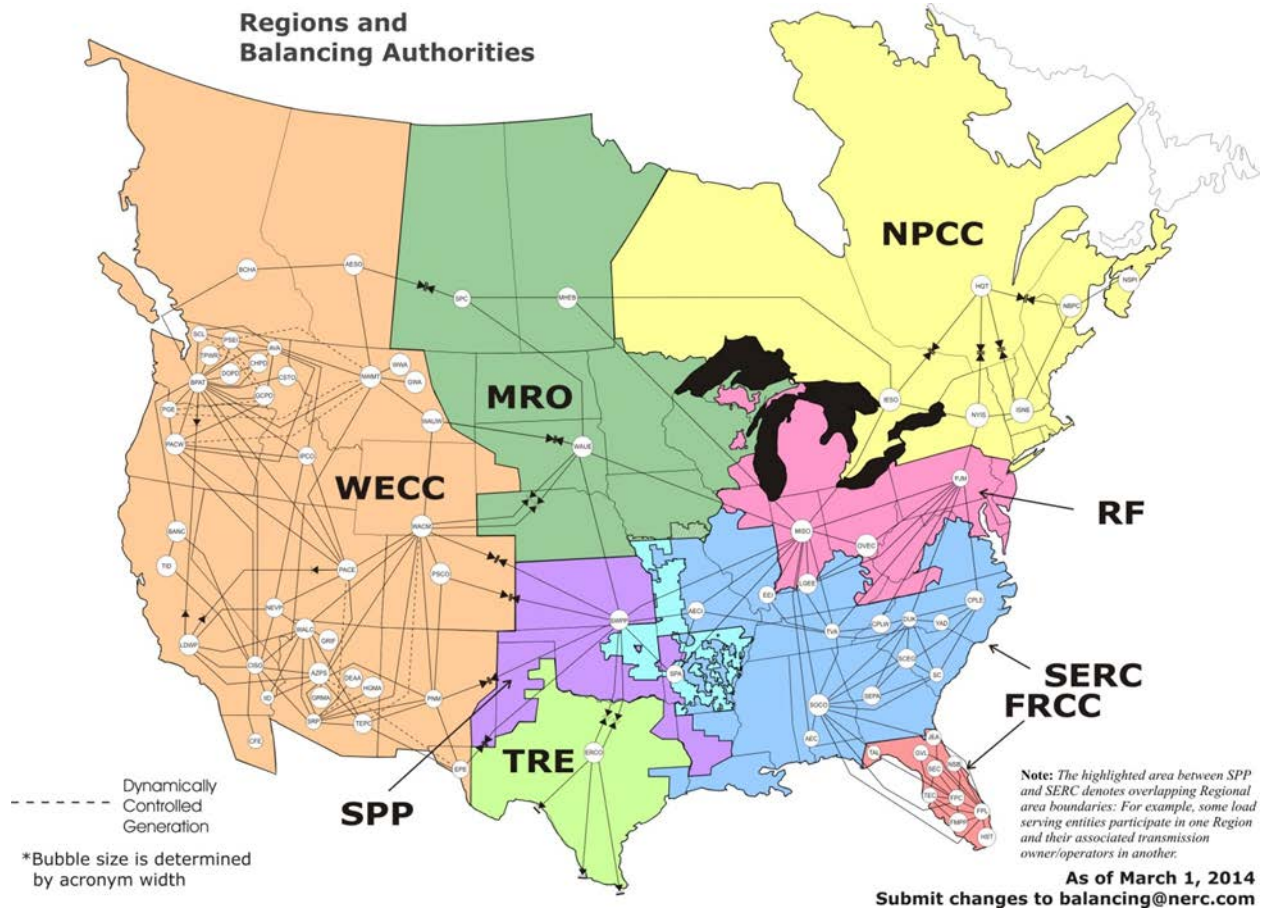 Regions and
Balancing Authorities
NPCC
HQT
NSPI
NBPC
BCHA
AESO
SPC
MHEB
SCL
PSEI
AVA
TPWR
CHPD
DOPD
CSTO
GCPD
BPAT
NWMT
WWA
GWA
PGE
WAUW
PACW
IPCO
MRO
WAUE
IESO
NYIS
ISNE
PJM
RF
WECC
WACM
BANC
TID
PACE
PSCO
MISO
OVEC
LGEE
EEI
NEVP
WALC
GRIF
LDWP
CISO
AZPS
DEAA
HGMA
GRMA
IID
SRP
TEPC
PNM
CFE
EPE
SWPP
AECI
SPA
TVA
CPLW
DUK
YAD
CPLE
SCEG
SC
SEPA
SOCO
AEC
SERC
FRCC
TRE
ERCO
SPP
TAL
JEA
GVL
SEC
NSB
TEC
FPC
FPL
FMPP
HST
Dynamically
Controlled
Generation
*Bubble size is determined
by acronym width
Note: The highlighted area between SPP
and SERC denotes overlapping Regional
area boundaries: For example, some load
serving entities participate in one Region
and their associated transmission
owner/operators in another.
As of March 1, 2014
Submit changes to balancing@nerc.com